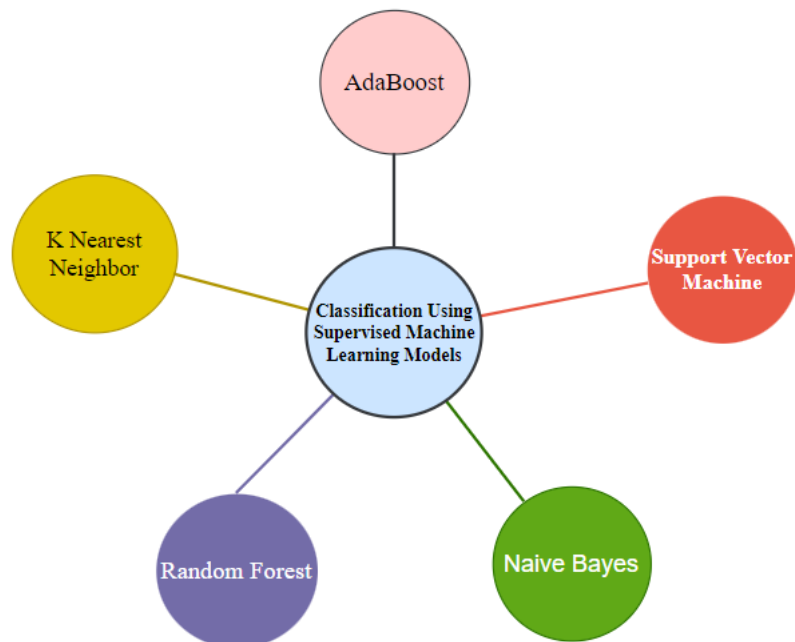 AdaBoost
K Nearest
Neighbor
Support Vector
Machine
Classification Using
Supervised Machine
Learning Models
Random Forest
Naive Bayes